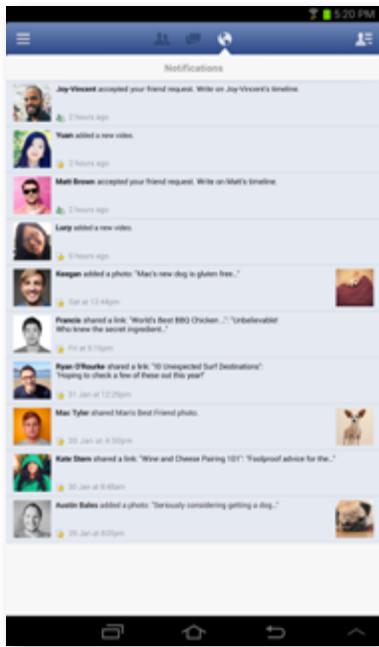 5:20 PM
Notifications
Joy-Vincent accepted your friend request. Write on Joy-Vincent's timeline.
2 hours ago
Yuan added a new video.
2 hours ago
Matt Brown accepted your friend request. Write on Matt's timeline.
2 hours ago
Lucy added a new video.
6 hours ago
Keegan added a photo: "Mac's new dog is gluten free..."
Sat at 12:44pm
Francis shared a link: "World's Best BBQ Chicken ...": "Unbelievable!
Who knew the secret ingredient..."
Fri at 5:15pm
Ryan O'Rourke shared a link: "10 Unexpected Surf Destinations":
"Hoping to check a few of these out this year!"
31 Jan at 12:29pm
Mac Tyler shared Man's Best Friend photo.
30 Jan at 4:50pm
Kate Stern shared a link: "Wine and Cheese Pairing 101": "Foolproof advice for the..."
30 Jan at 8:48am
Austin Bales added a photo: "Seriously considering getting a dog..."
29 Jan at 8:01pm